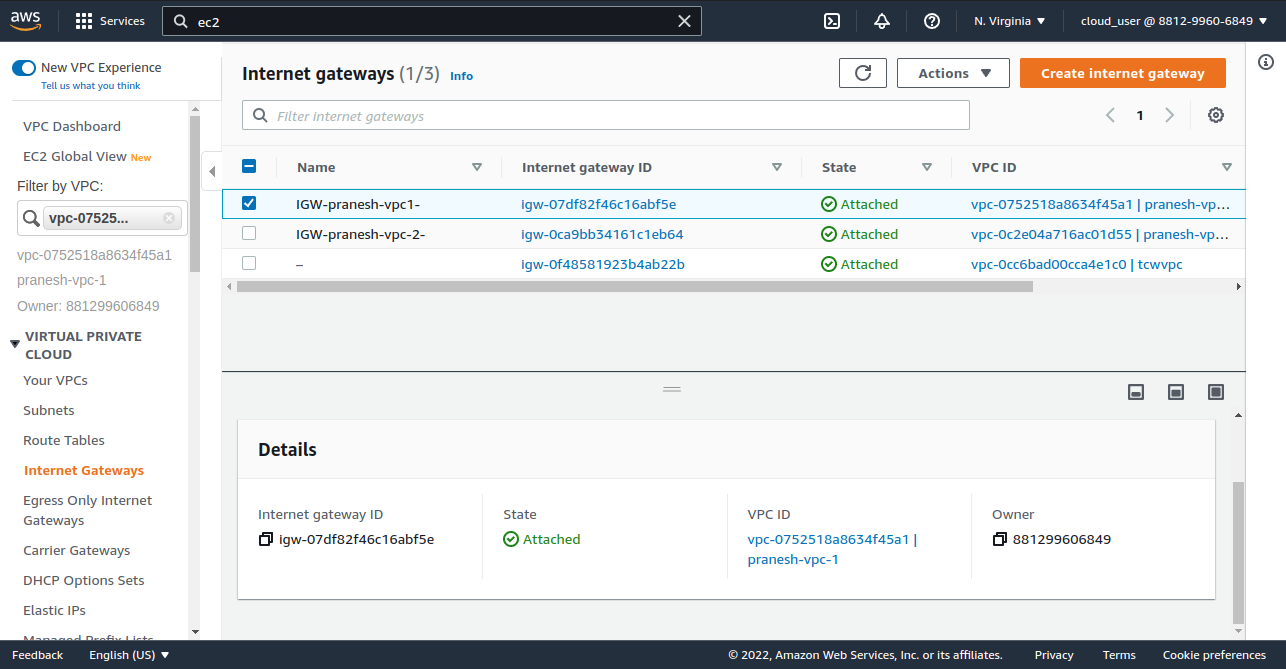 aws
Services
ec2
N. Virginia
cloud_user @ 8812-9960-6849
New VPC Experience
Tell us what you think
VPC Dashboard
EC2 Global View New
Filter by VPC:
vpc-07525...
vpc-0752518a8634f45a1
pranesh-vpc-1
Owner: 881299606849
VIRTUAL PRIVATE
CLOUD
Your VPCs
Subnets
Route Tables
Internet Gateways
Egress Only Internet
Gateways
Carrier Gateways
DHCP Options Sets
Elastic IPs
Managed Prefix Lists
Internet gateways (1/3) Info
Actions
Create internet gateway
Filter internet gateways
1
Name Internet gateway ID State VPC ID
IGW-pranesh-vpc1- igw-07df82f46c16abf5e Attached vpc-0752518a8634f45a1 | pranesh-vp...
IGW-pranesh-vpc-2- igw-0ca9bb34161c1eb64 Attached vpc-0c2e04a716ac01d55 | pranesh-vp...
– igw-0f48581923b4ab22b Attached vpc-0cc6bad00cca4e1c0 | tcwvpc
Details
Internet gateway ID
igw-07df82f46c16abf5e
State
Attached
VPC ID
vpc-0752518a8634f45a1 |
pranesh-vpc-1
Owner
881299606849
Feedback English (US) © 2022, Amazon Web Services, Inc. or its affiliates. Privacy Terms Cookie preferences